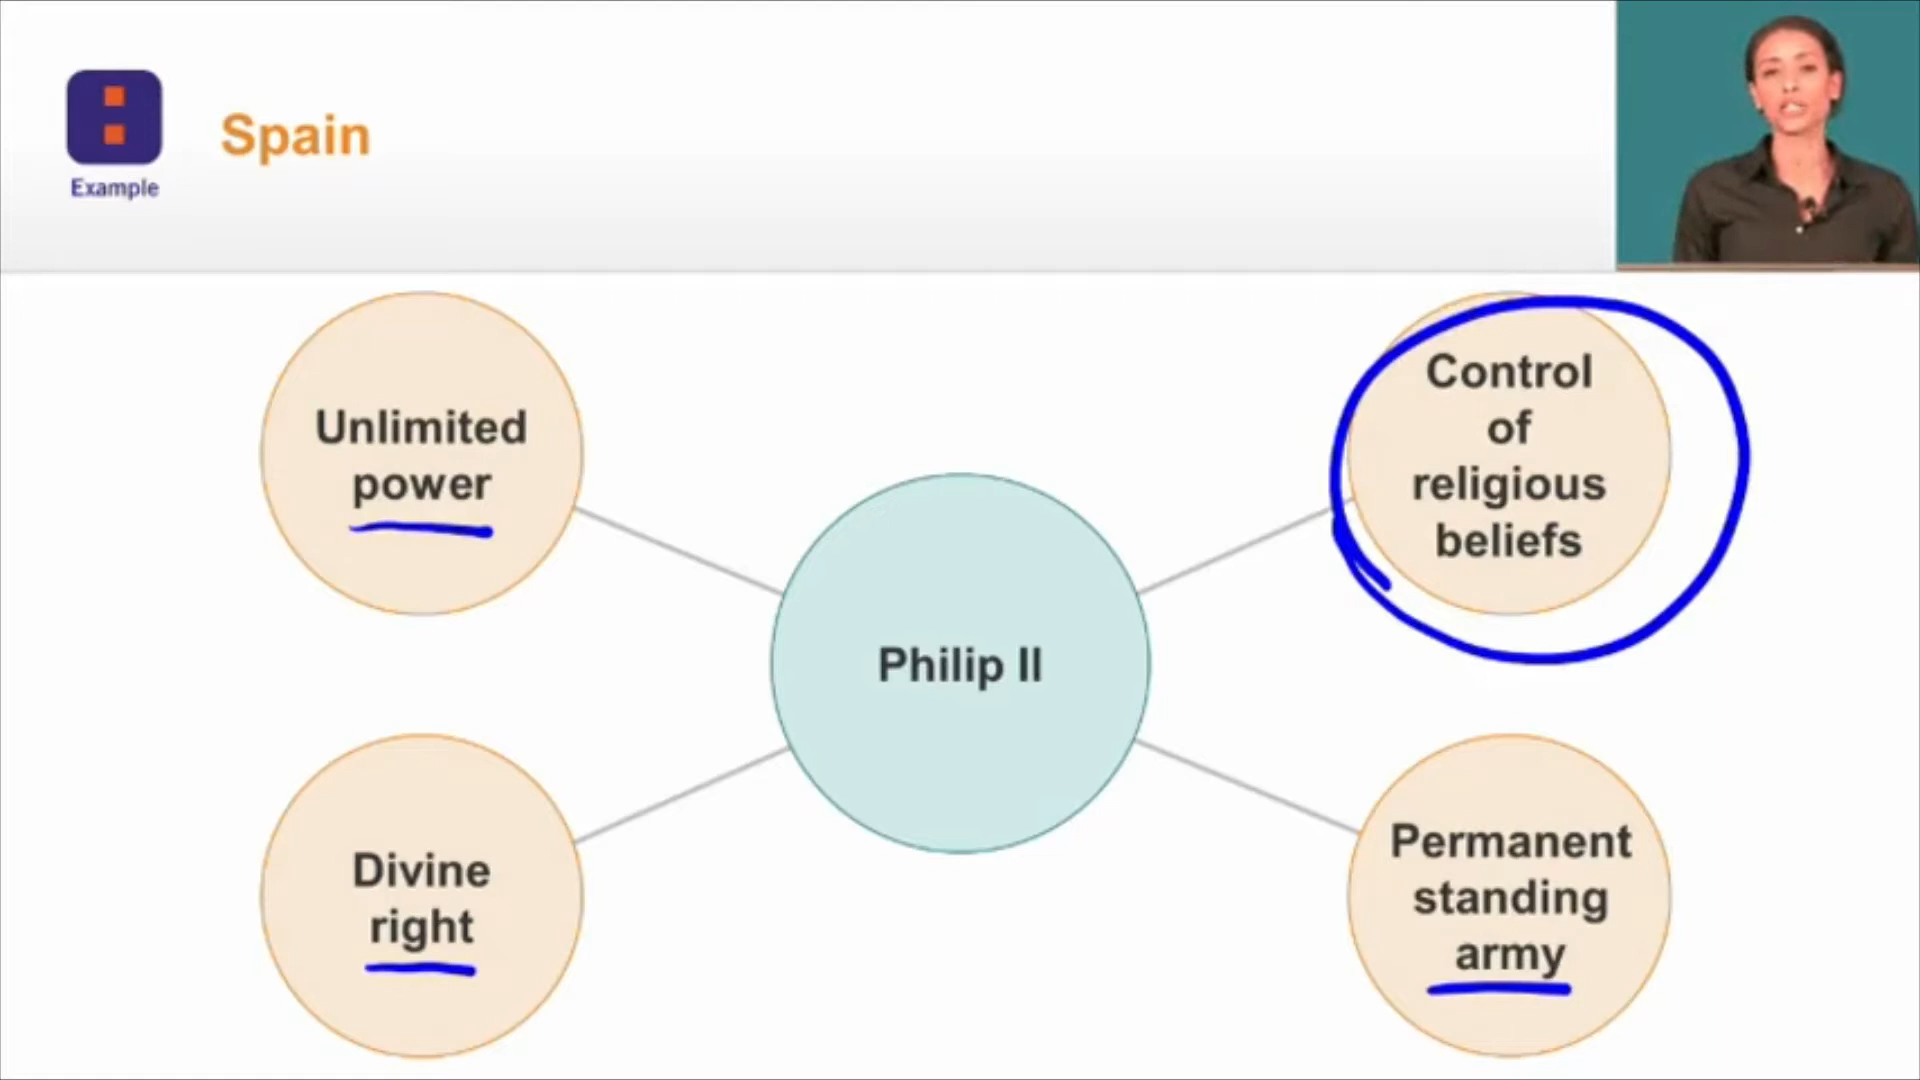 Spain
Example
Unlimited
power
Control
of
religious
beliefs
Philip II
Divine
right
Permanent
standing
army